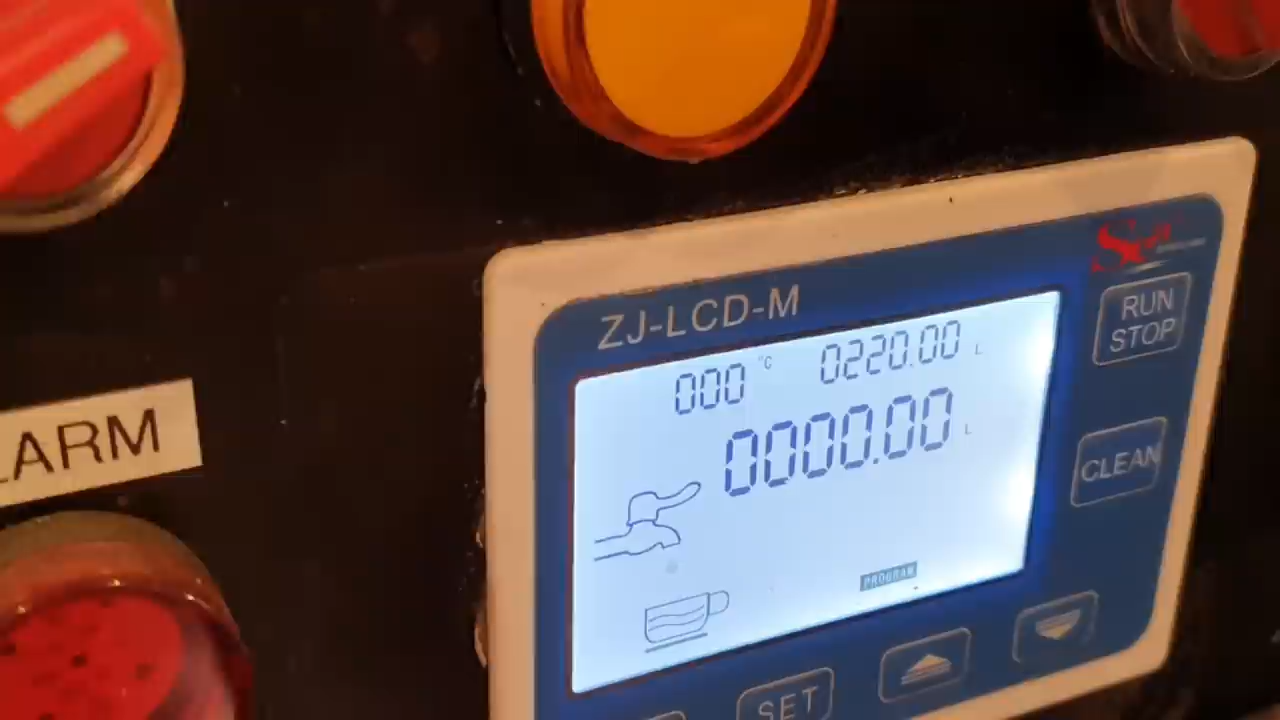 ZJ-LCD-M
RUN
STOP
000 °C 0220.00 L
0000.00 L
CLEAN
LARM
PROGRAM
SET